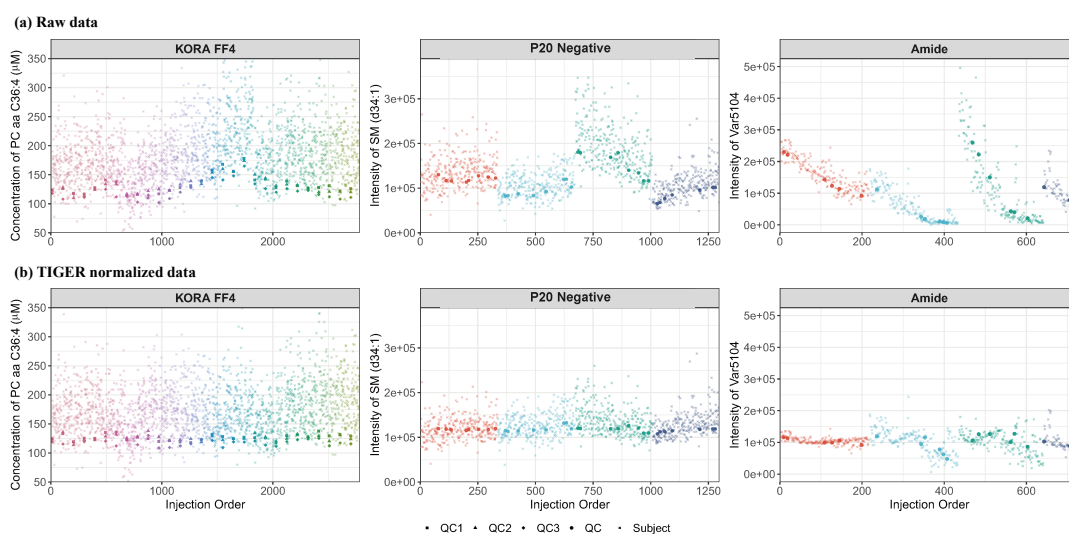 (a) Raw data
KORA FF4
P20 Negative
Amide
Concentration of PC aa C36:4 (μM)
350
300
250
200
150
100
50
0
1000
2000
Intensity of SM (d34:1)
3e+05
2e+05
1e+05
0e+00
0
250
500
750
1000
1250
Intensity of Var5104
5e+05
4e+05
3e+05
2e+05
1e+05
0e+00
0
200
400
600
(b) TIGER normalized data
KORA FF4
P20 Negative
Amide
Concentration of PC aa C36:4 (μM)
350
300
250
200
150
100
50
0
1000
2000
Injection Order
Intensity of SM (d34:1)
3e+05
2e+05
1e+05
0e+00
0
250
500
750
1000
1250
Injection Order
Intensity of Var5104
5e+05
4e+05
3e+05
2e+05
1e+05
0e+00
0
200
400
600
Injection Order
QC1 QC2 QC3 QC Subject